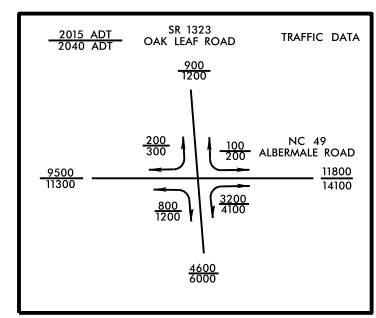 2015 ADT
2040 ADT
SR 1323
OAK LEAF ROAD
TRAFFIC DATA
900
1200
200
300
100
200
NC 49
ALBERMALE ROAD
9500
11300
11800
14100
800
1200
3200
4100
4600
6000